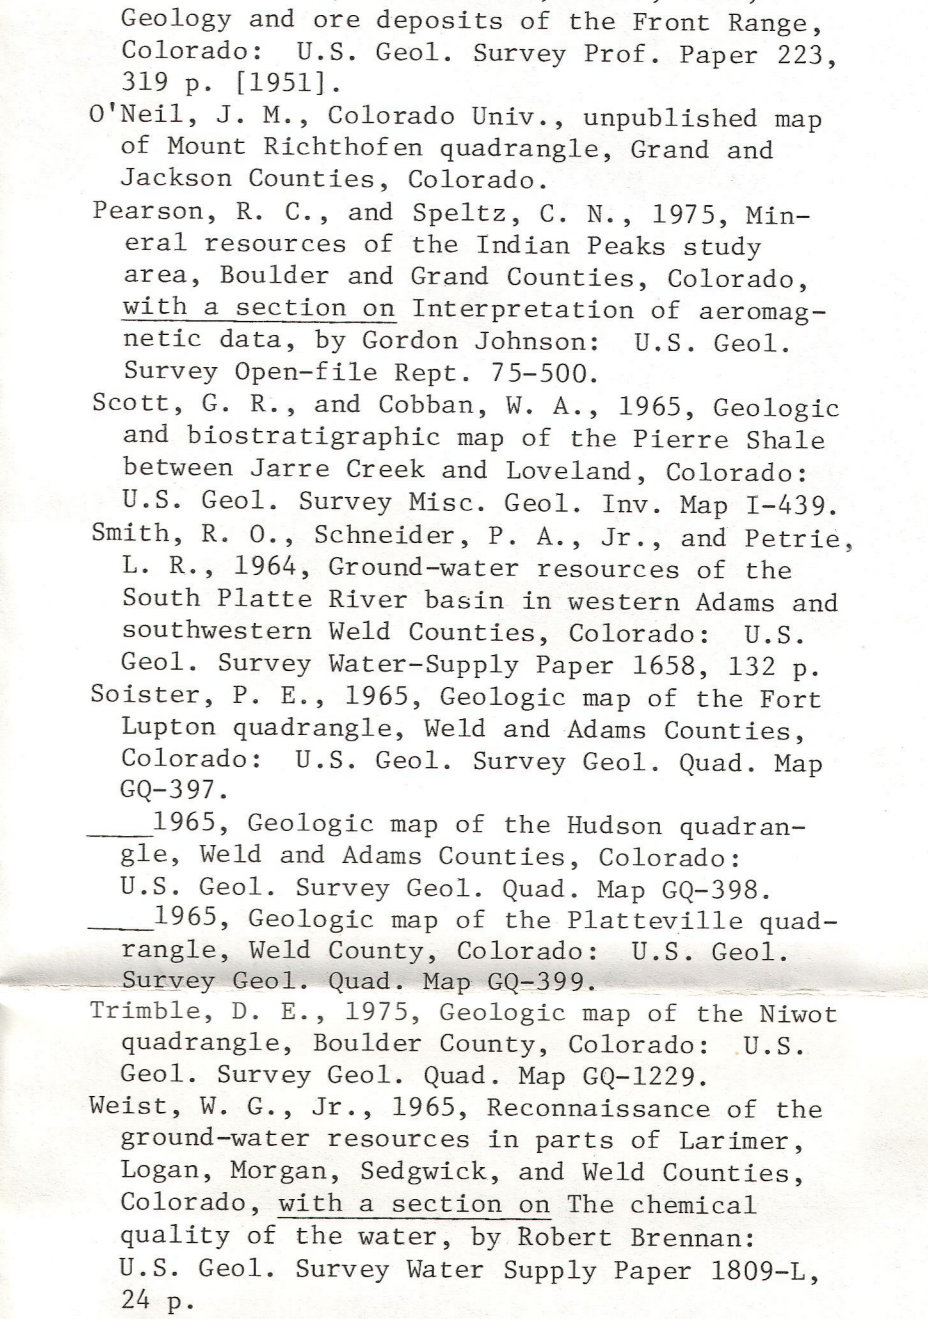 Geology and ore deposits of the Front Range,
Colorado:  U.S. Geol. Survey Prof. Paper 223,
319 p. [1951].
O'Neil, J. M., Colorado Univ., unpublished map
of Mount Richthofen quadrangle, Grand and
Jackson Counties, Colorado.
Pearson, R. C., and Speltz, C. N., 1975, Min-
eral resources of the Indian Peaks study
area, Boulder and Grand Counties, Colorado,
with a section on Interpretation of aeromag-
netic data, by Gordon Johnson:  U.S. Geol.
Survey Open-file Rept. 75-500.
Scott, G. R., and Cobban, W. A., 1965, Geologic
and biostratigraphic map of the Pierre Shale
between Jarre Creek and Loveland, Colorado:
U.S. Geol. Survey Misc. Geol. Inv. Map I-439.
Smith, R. O., Schneider, P. A., Jr., and Petrie,
L. R., 1964, Ground-water resources of the
South Platte River basin in western Adams and
southwestern Weld Counties, Colorado:  U.S.
Geol. Survey Water-Supply Paper 1658, 132 p.
Soister, P. E., 1965, Geologic map of the Fort
Lupton quadrangle, Weld and Adams Counties,
Colorado:  U.S. Geol. Survey Geol. Quad. Map
GQ-397.
____1965, Geologic map of the Hudson quadran-
gle, Weld and Adams Counties, Colorado:
U.S. Geol. Survey Geol. Quad. Map GQ-398.
____1965, Geologic map of the Platteville quad-
rangle, Weld County, Colorado:  U.S. Geol.
Survey Geol. Quad. Map GQ-399.
Trimble, D. E., 1975, Geologic map of the Niwot
quadrangle, Boulder County, Colorado:  U.S.
Geol. Survey Geol. Quad. Map GQ-1229.
Weist, W. G., Jr., 1965, Reconnaissance of the
ground-water resources in parts of Larimer,
Logan, Morgan, Sedgwick, and Weld Counties,
Colorado, with a section on The chemical
quality of the water, by Robert Brennan:
U.S. Geol. Survey Water Supply Paper 1809-L,
24 p.